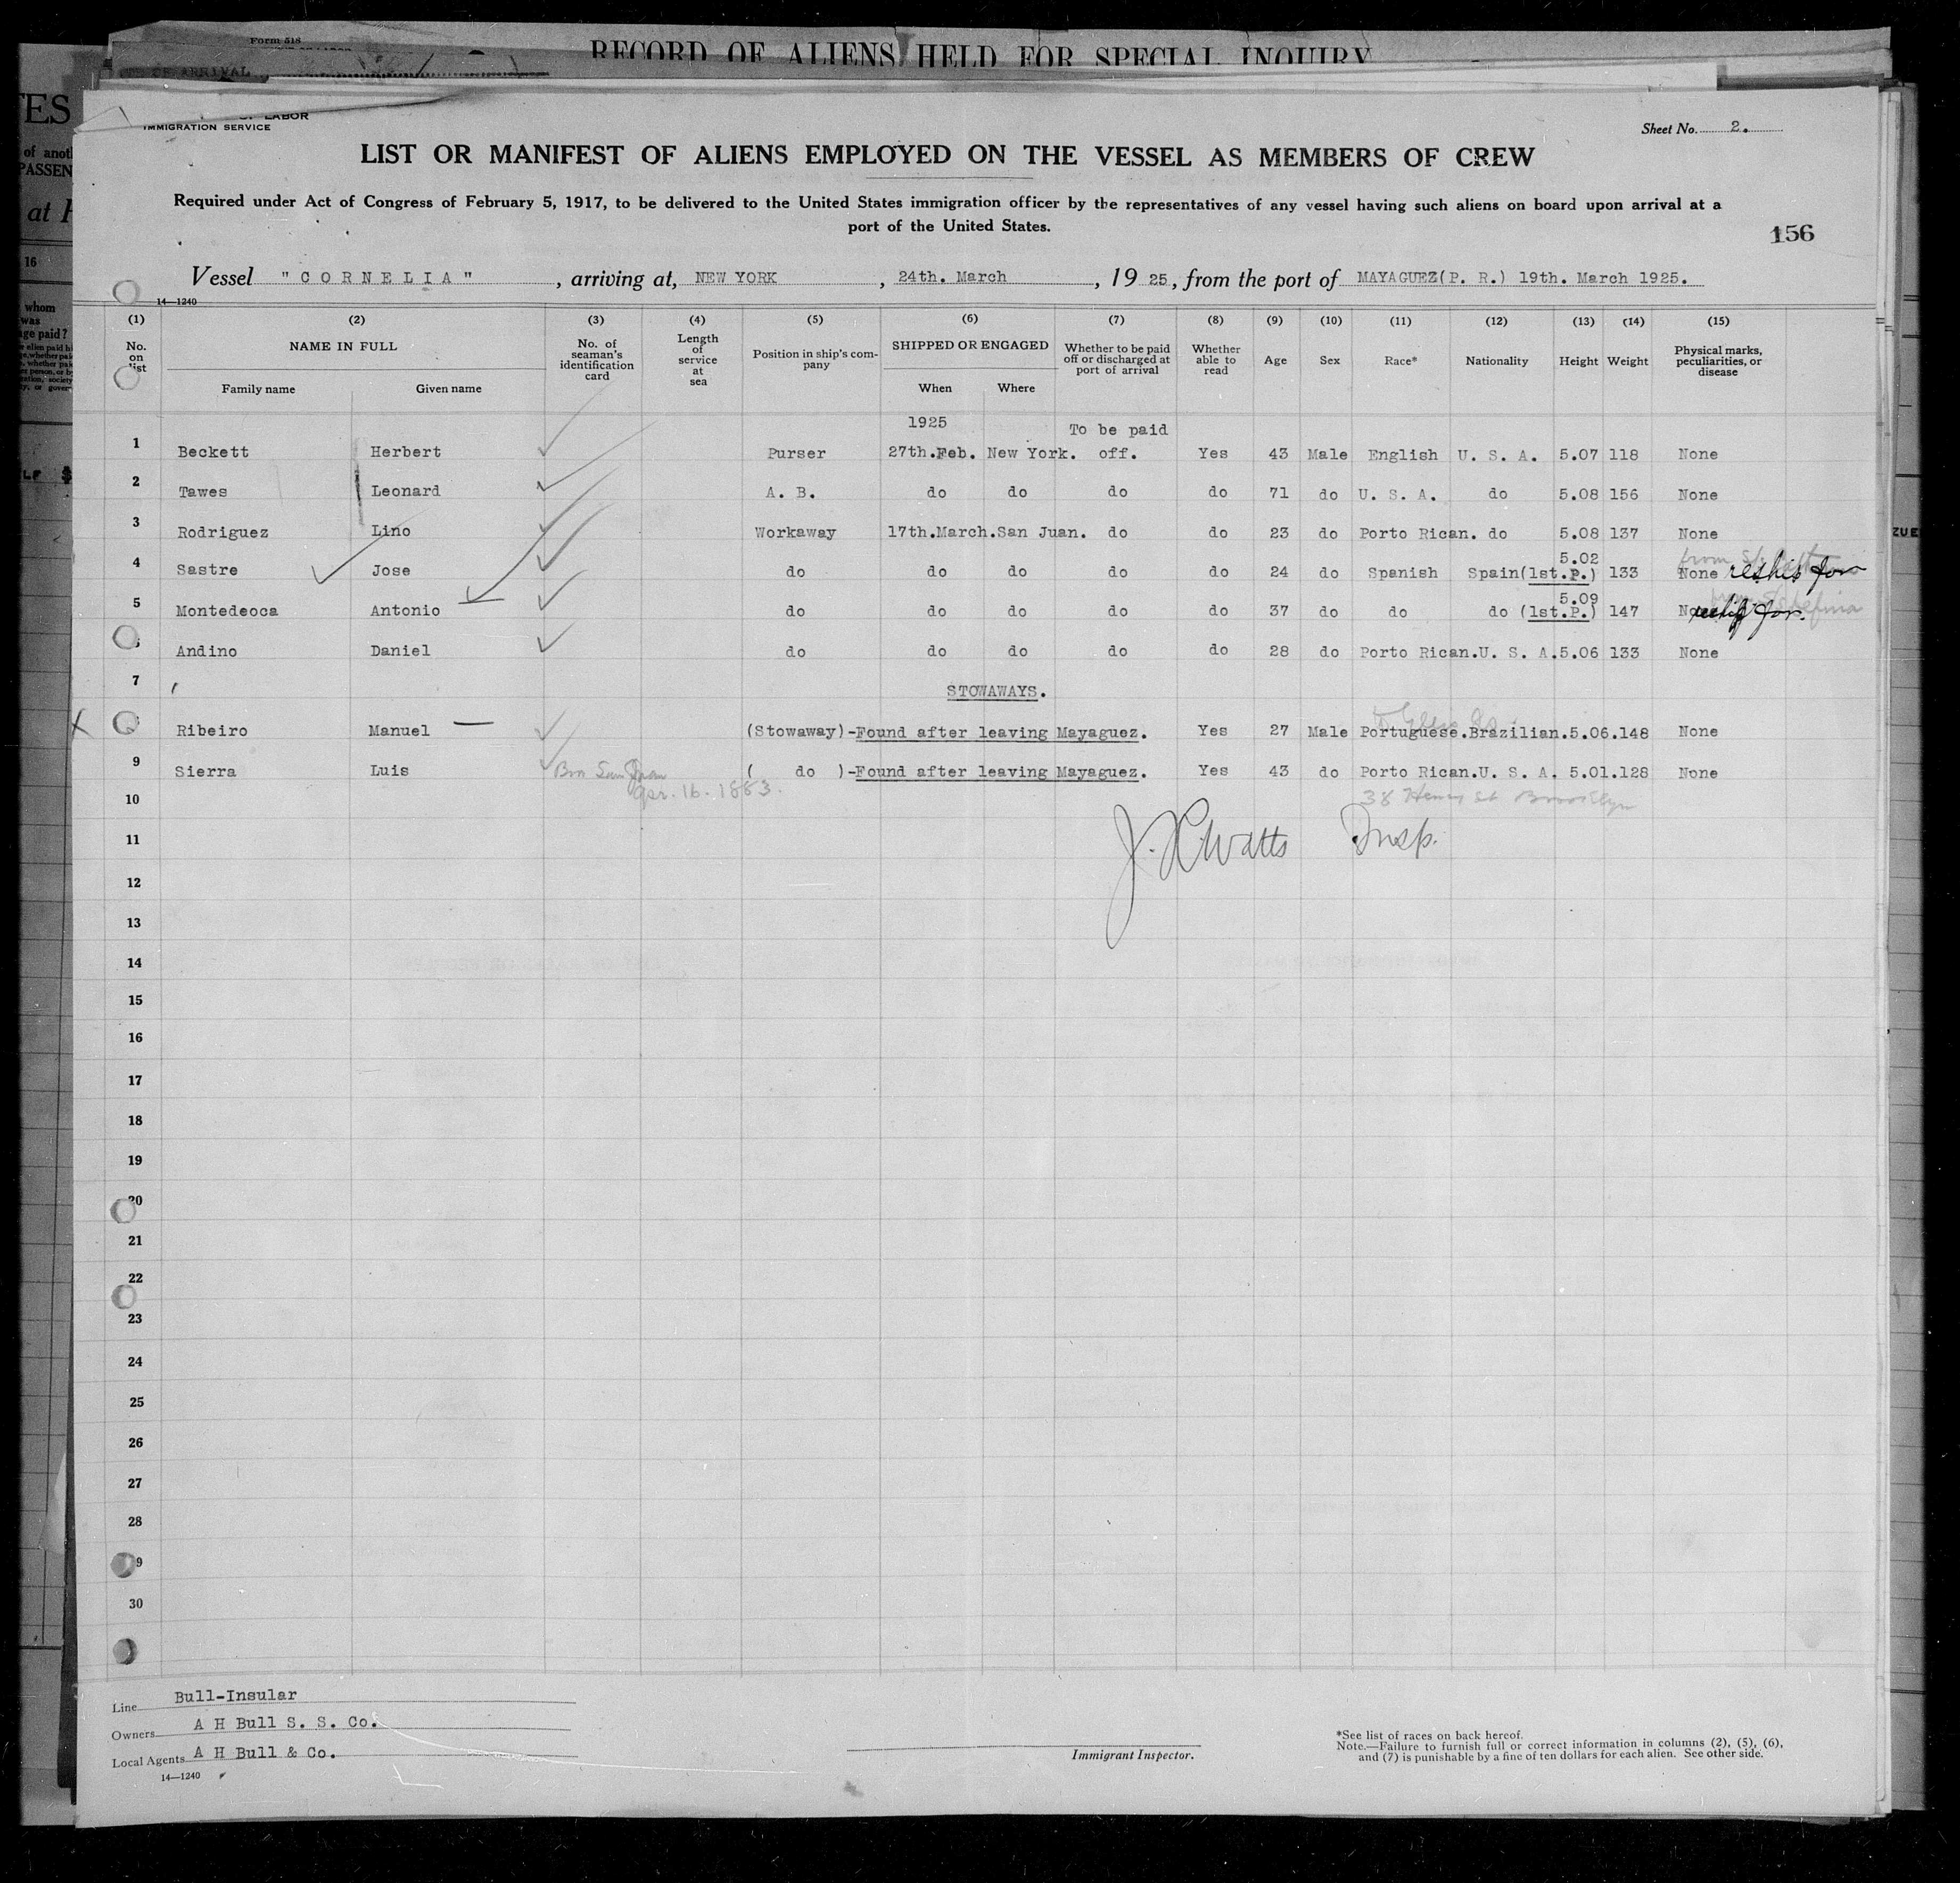 Form 518
RECORD OF ALIENS HELD FOR SPECIAL INQUIRY
OF ARRIVAL
LABOR
IMMIGRATION SERVICE
Sheet No. 2.
LIST OR MANIFEST OF ALIENS EMPLOYED ON THE VESSEL AS MEMBERS OF CREW
Required under Act of Congress of February 5, 1917, to be delivered to the United States immigration officer by the representatives of any vessel having such aliens on board upon arrival at a
port of the United States.
156
Vessel "CORNELIA", arriving at, NEW YORK, 24th. March, 1925, from the port of MAYAGUEZ(P. R.) 19th. March 1925.
14—1240
(1) (2) (3) (4) (5) (6) (7) (8) (9) (10) (11) (12) (13) (14) (15)
No. on list NAME IN FULL No. of seaman's identification card Length of service at sea Position in ship's company SHIPPED OR ENGAGED Whether to be paid off or discharged at port of arrival Whether able to read Age Sex Race* Nationality Height Weight Physical marks, peculiarities, or disease
Family name Given name When Where
1925 To be paid
1 Beckett Herbert Purser 27th.Feb. New York. off. Yes 43 Male English U. S. A. 5.07 118 None
2 Tawes Leonard A. B. do do do do 71 do U. S. A. do 5.08 156 None
3 Rodriguez Lino Workaway 17th.March.San Juan. do do 23 do Porto Rican. do 5.08 137 None
5.02
4 Sastre Jose do do do do do 24 do Spanish Spain(1st.P.) 133 None reship for
5.09
5 Montedeoca Antonio do do do do do 37 do do do (1st.P.) 147 reship for.
Andino Daniel do do do do do 28 do Porto Rican.U. S. A.5.06 133 None
7 STOWAWAYS.
X Ribeiro Manuel (Stowaway)-Found after leaving Mayaguez. Yes 27 Male Portuguese.Brazilian.5.06.148 None
9 Sierra Luis Brn San Juan ( do )-Found after leaving Mayaguez. Yes 43 do Porto Rican.U. S. A. 5.01.128 None
Apr. 16. 1883.
10 38 Henry St Brooklyn
11 Watts Insp.
12
13
14
15
16
17
18
19
20
21
22
23
24
25
26
27
28
9
30
Line Bull-Insular
Owners A H Bull S. S. Co.
Local Agents A H Bull & Co.
14—1240
Immigrant Inspector.
*See list of races on back hereof.
Note.—Failure to furnish full or correct information in columns (2), (5), (6),
and (7) is punishable by a fine of ten dollars for each alien. See other side.